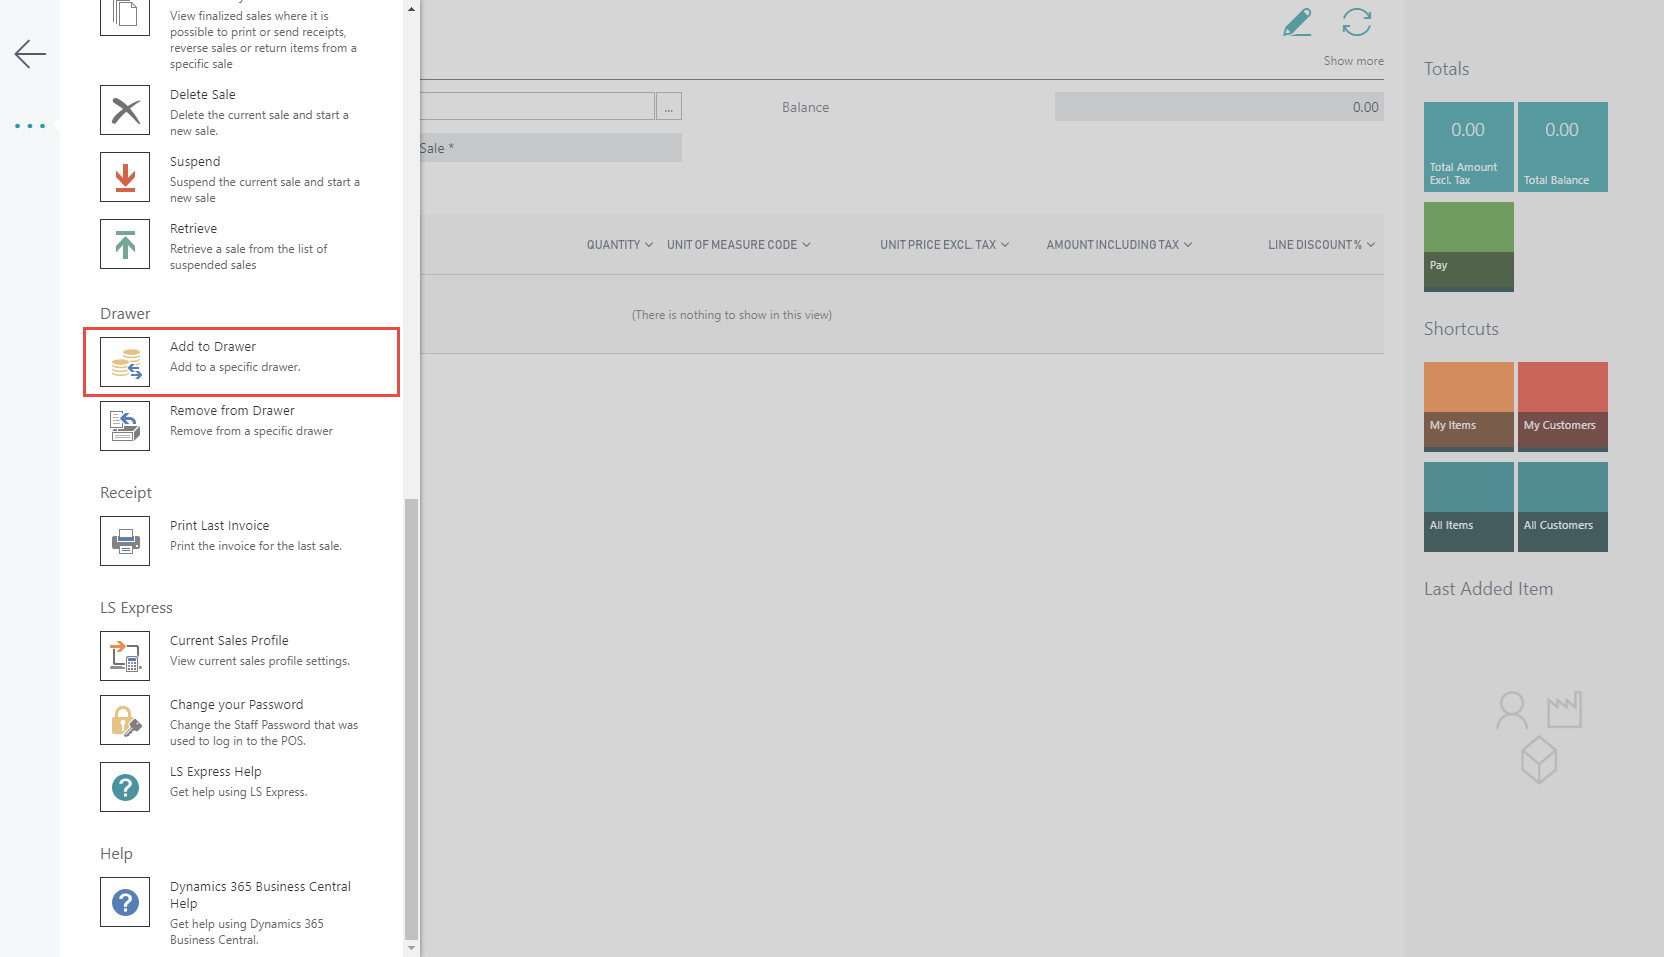 View finalized sales where it is
possible to print or send receipts,
reverse sales or return items from a
specific sale
Delete Sale
Delete the current sale and start a
new sale.
Suspend
Suspend the current sale and start a
new sale
Retrieve
Retrieve a sale from the list of
suspended sales
Drawer
Add to Drawer
Add to a specific drawer.
Remove from Drawer
Remove from a specific drawer
Receipt
Print Last Invoice
Print the invoice for the last sale.
LS Express
Current Sales Profile
View current sales profile settings.
Change your Password
Change the Staff Password that was
used to log in to the POS.
LS Express Help
Get help using LS Express.
Help
Dynamics 365 Business Central
Help
Get help using Dynamics 365
Business Central.
Show more
...
Balance
0.00
Sale *
QUANTITY UNIT OF MEASURE CODE UNIT PRICE EXCL. TAX AMOUNT INCLUDING TAX LINE DISCOUNT %
(There is nothing to show in this view)
Totals
0.00
Total Amount
Excl. Tax
0.00
Total Balance
Pay
Shortcuts
My Items
My Customers
All Items
All Customers
Last Added Item